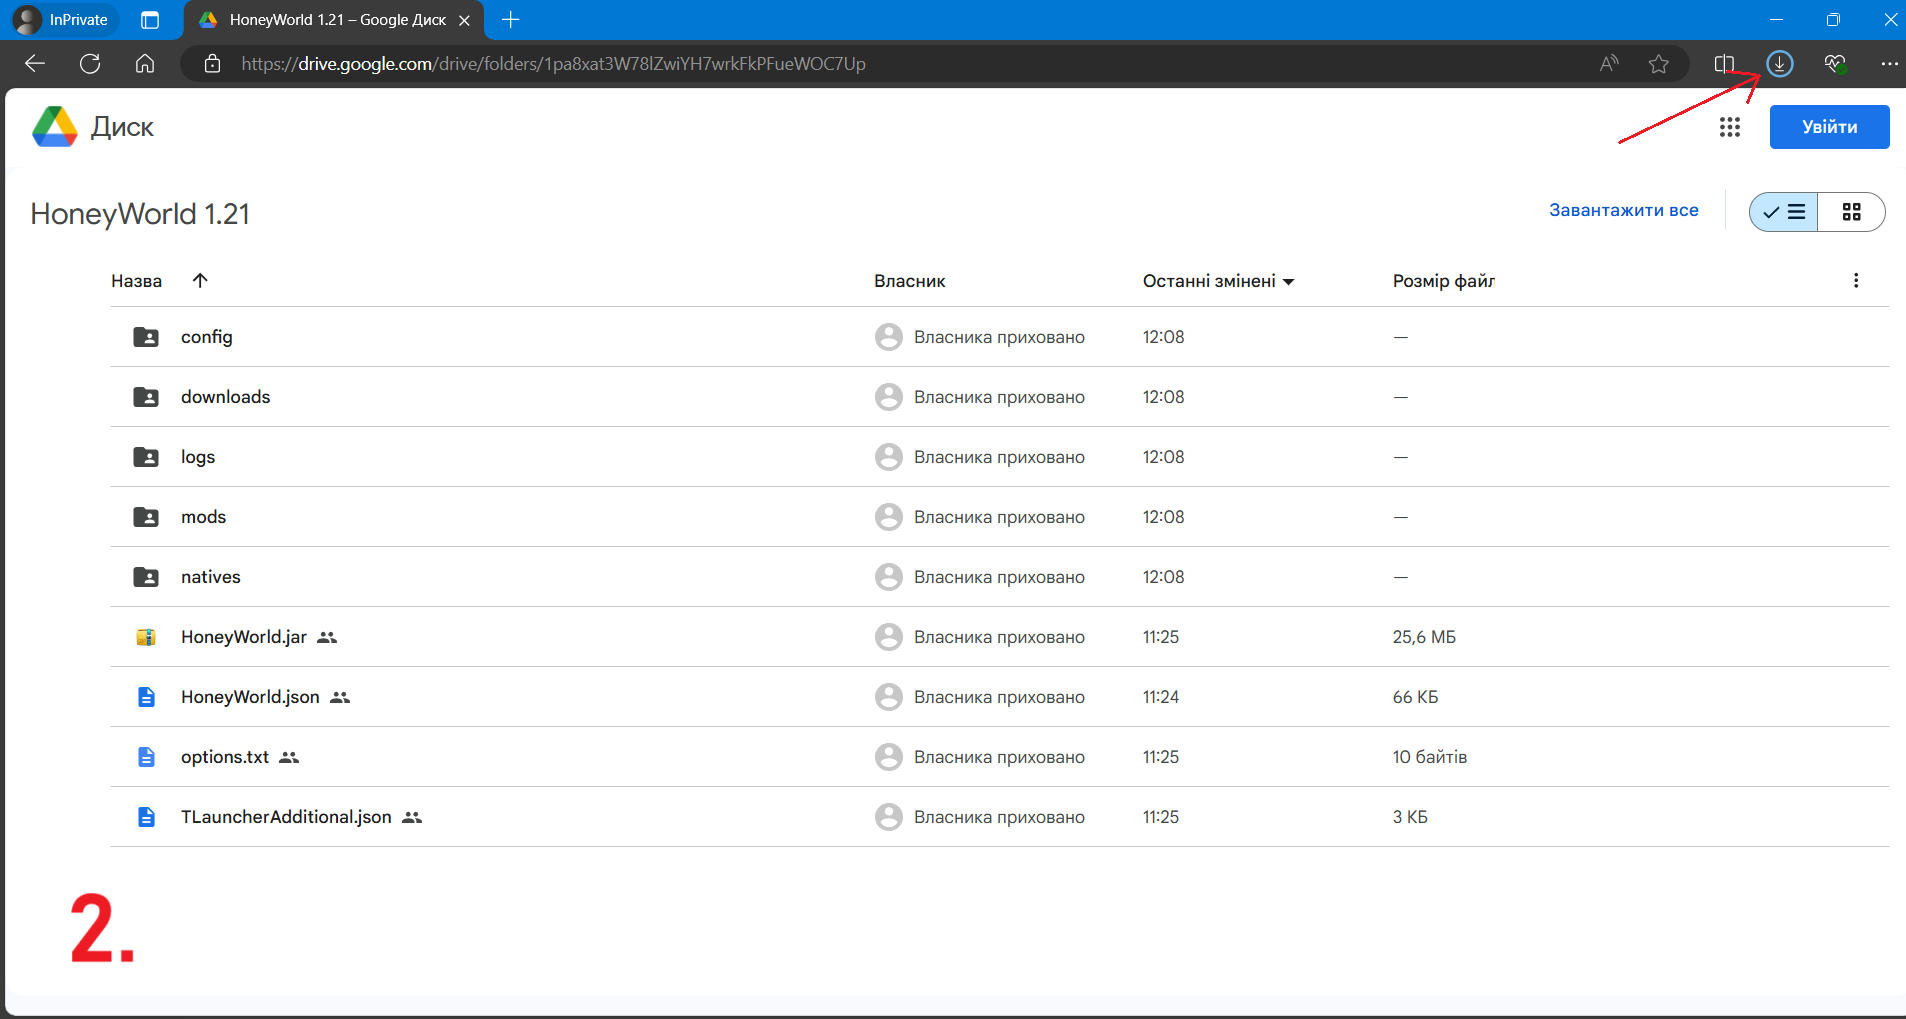 InPrivate
HoneyWorld 1.21 – Google Диск
https://drive.google.com/drive/folders/1pa8xat3W78lZwiYH7wrkFkPFueWOC7Up
Диск
Увійти
HoneyWorld 1.21
Завантажити все
Назва Власник Останні змінені Розмір файл
config Власника приховано 12:08 —
downloads Власника приховано 12:08 —
logs Власника приховано 12:08 —
mods Власника приховано 12:08 —
natives Власника приховано 12:08 —
HoneyWorld.jar Власника приховано 11:25 25,6 МБ
HoneyWorld.json Власника приховано 11:24 66 КБ
options.txt Власника приховано 11:25 10 байтів
TLauncherAdditional.json Власника приховано 11:25 3 КБ
2.